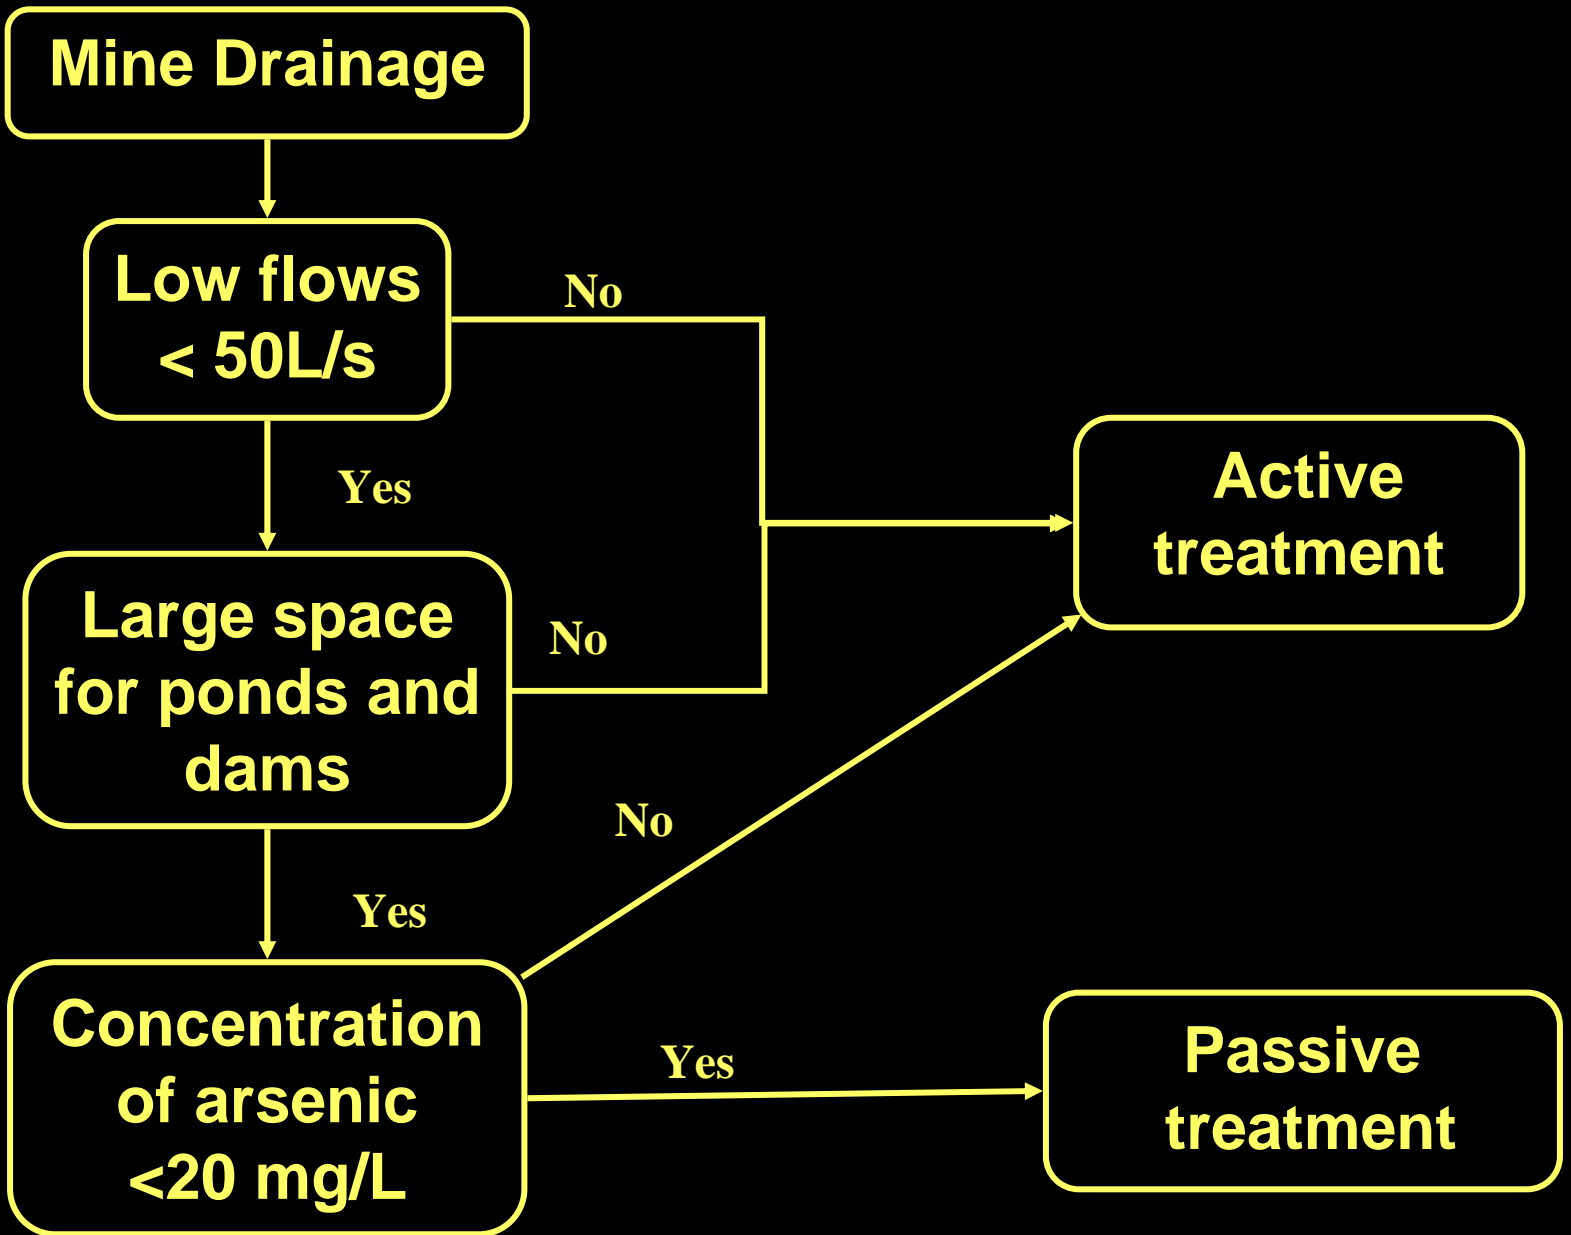 Mine Drainage
Low flows
< 50L/s
No
Yes
Active
treatment
Large space
for ponds and
dams
No
No
Yes
Concentration
of arsenic
<20 mg/L
Yes
Passive
treatment